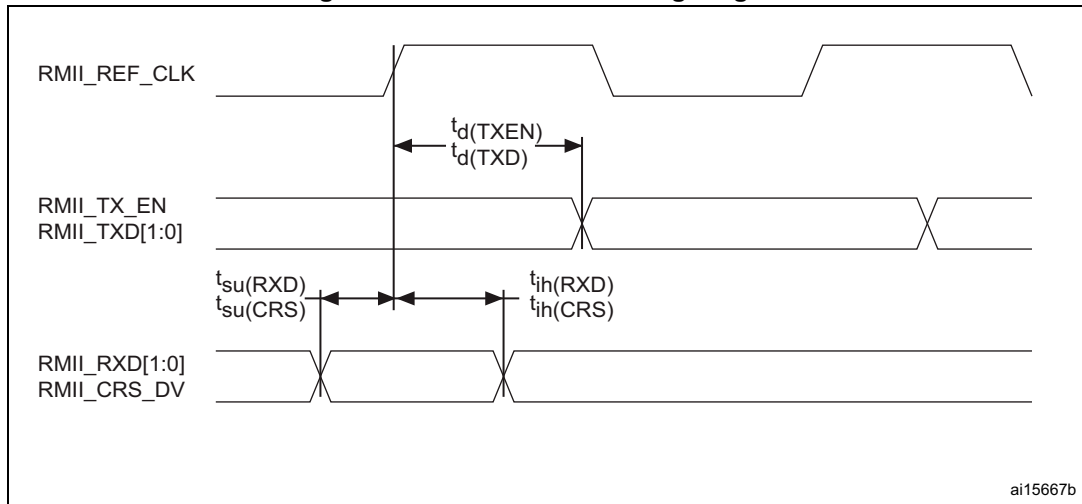 RMII_REF_CLK
td(TXEN)
td(TXD)
RMII_TX_EN
RMII_TXD[1:0]
tsu(RXD)
tsu(CRS)
tih(RXD)
tih(CRS)
RMII_RXD[1:0]
RMII_CRS_DV
ai15667b